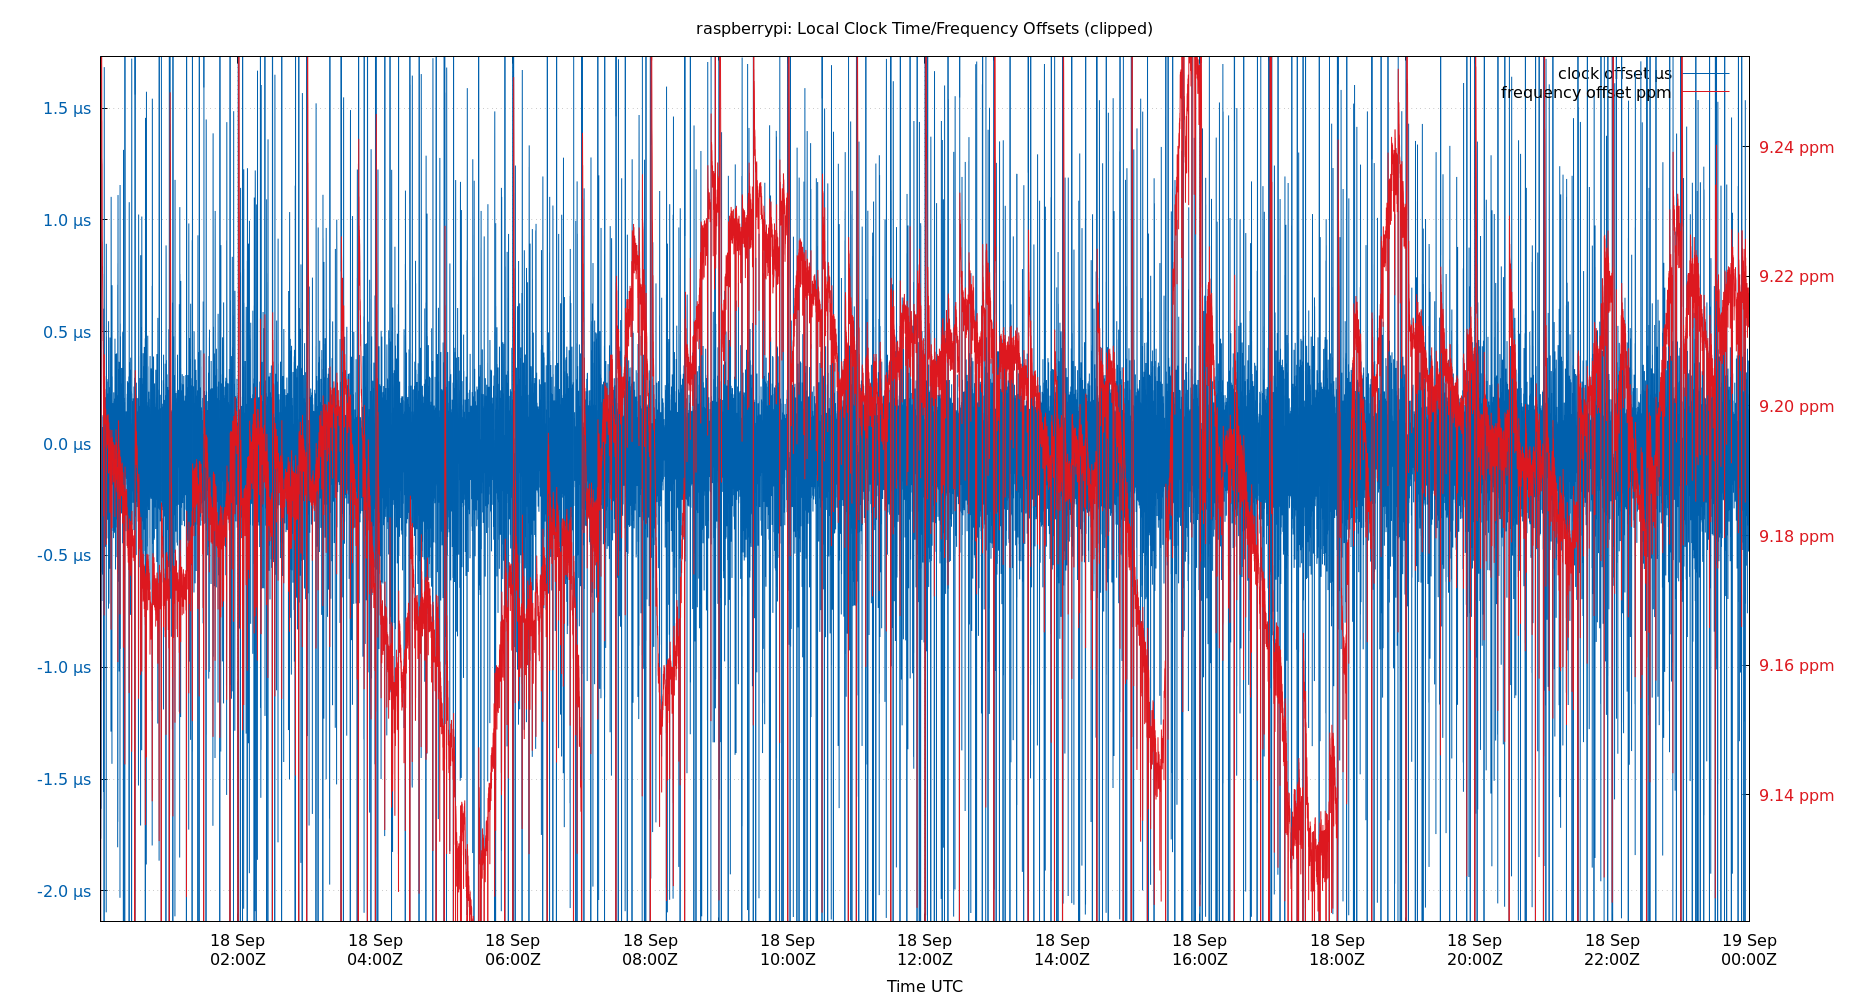 raspberrypi: Local Clock Time/Frequency Offsets (clipped)
clock offset µs
frequency offset ppm
1.5 µs
1.0 µs
0.5 µs
0.0 µs
-0.5 µs
-1.0 µs
-1.5 µs
-2.0 µs
9.24 ppm
9.22 ppm
9.20 ppm
9.18 ppm
9.16 ppm
9.14 ppm
18 Sep 18 Sep 18 Sep 18 Sep 18 Sep 18 Sep 18 Sep 18 Sep 18 Sep 18 Sep 18 Sep 19 Sep
02:00Z 04:00Z 06:00Z 08:00Z 10:00Z 12:00Z 14:00Z 16:00Z 18:00Z 20:00Z 22:00Z 00:00Z
Time UTC